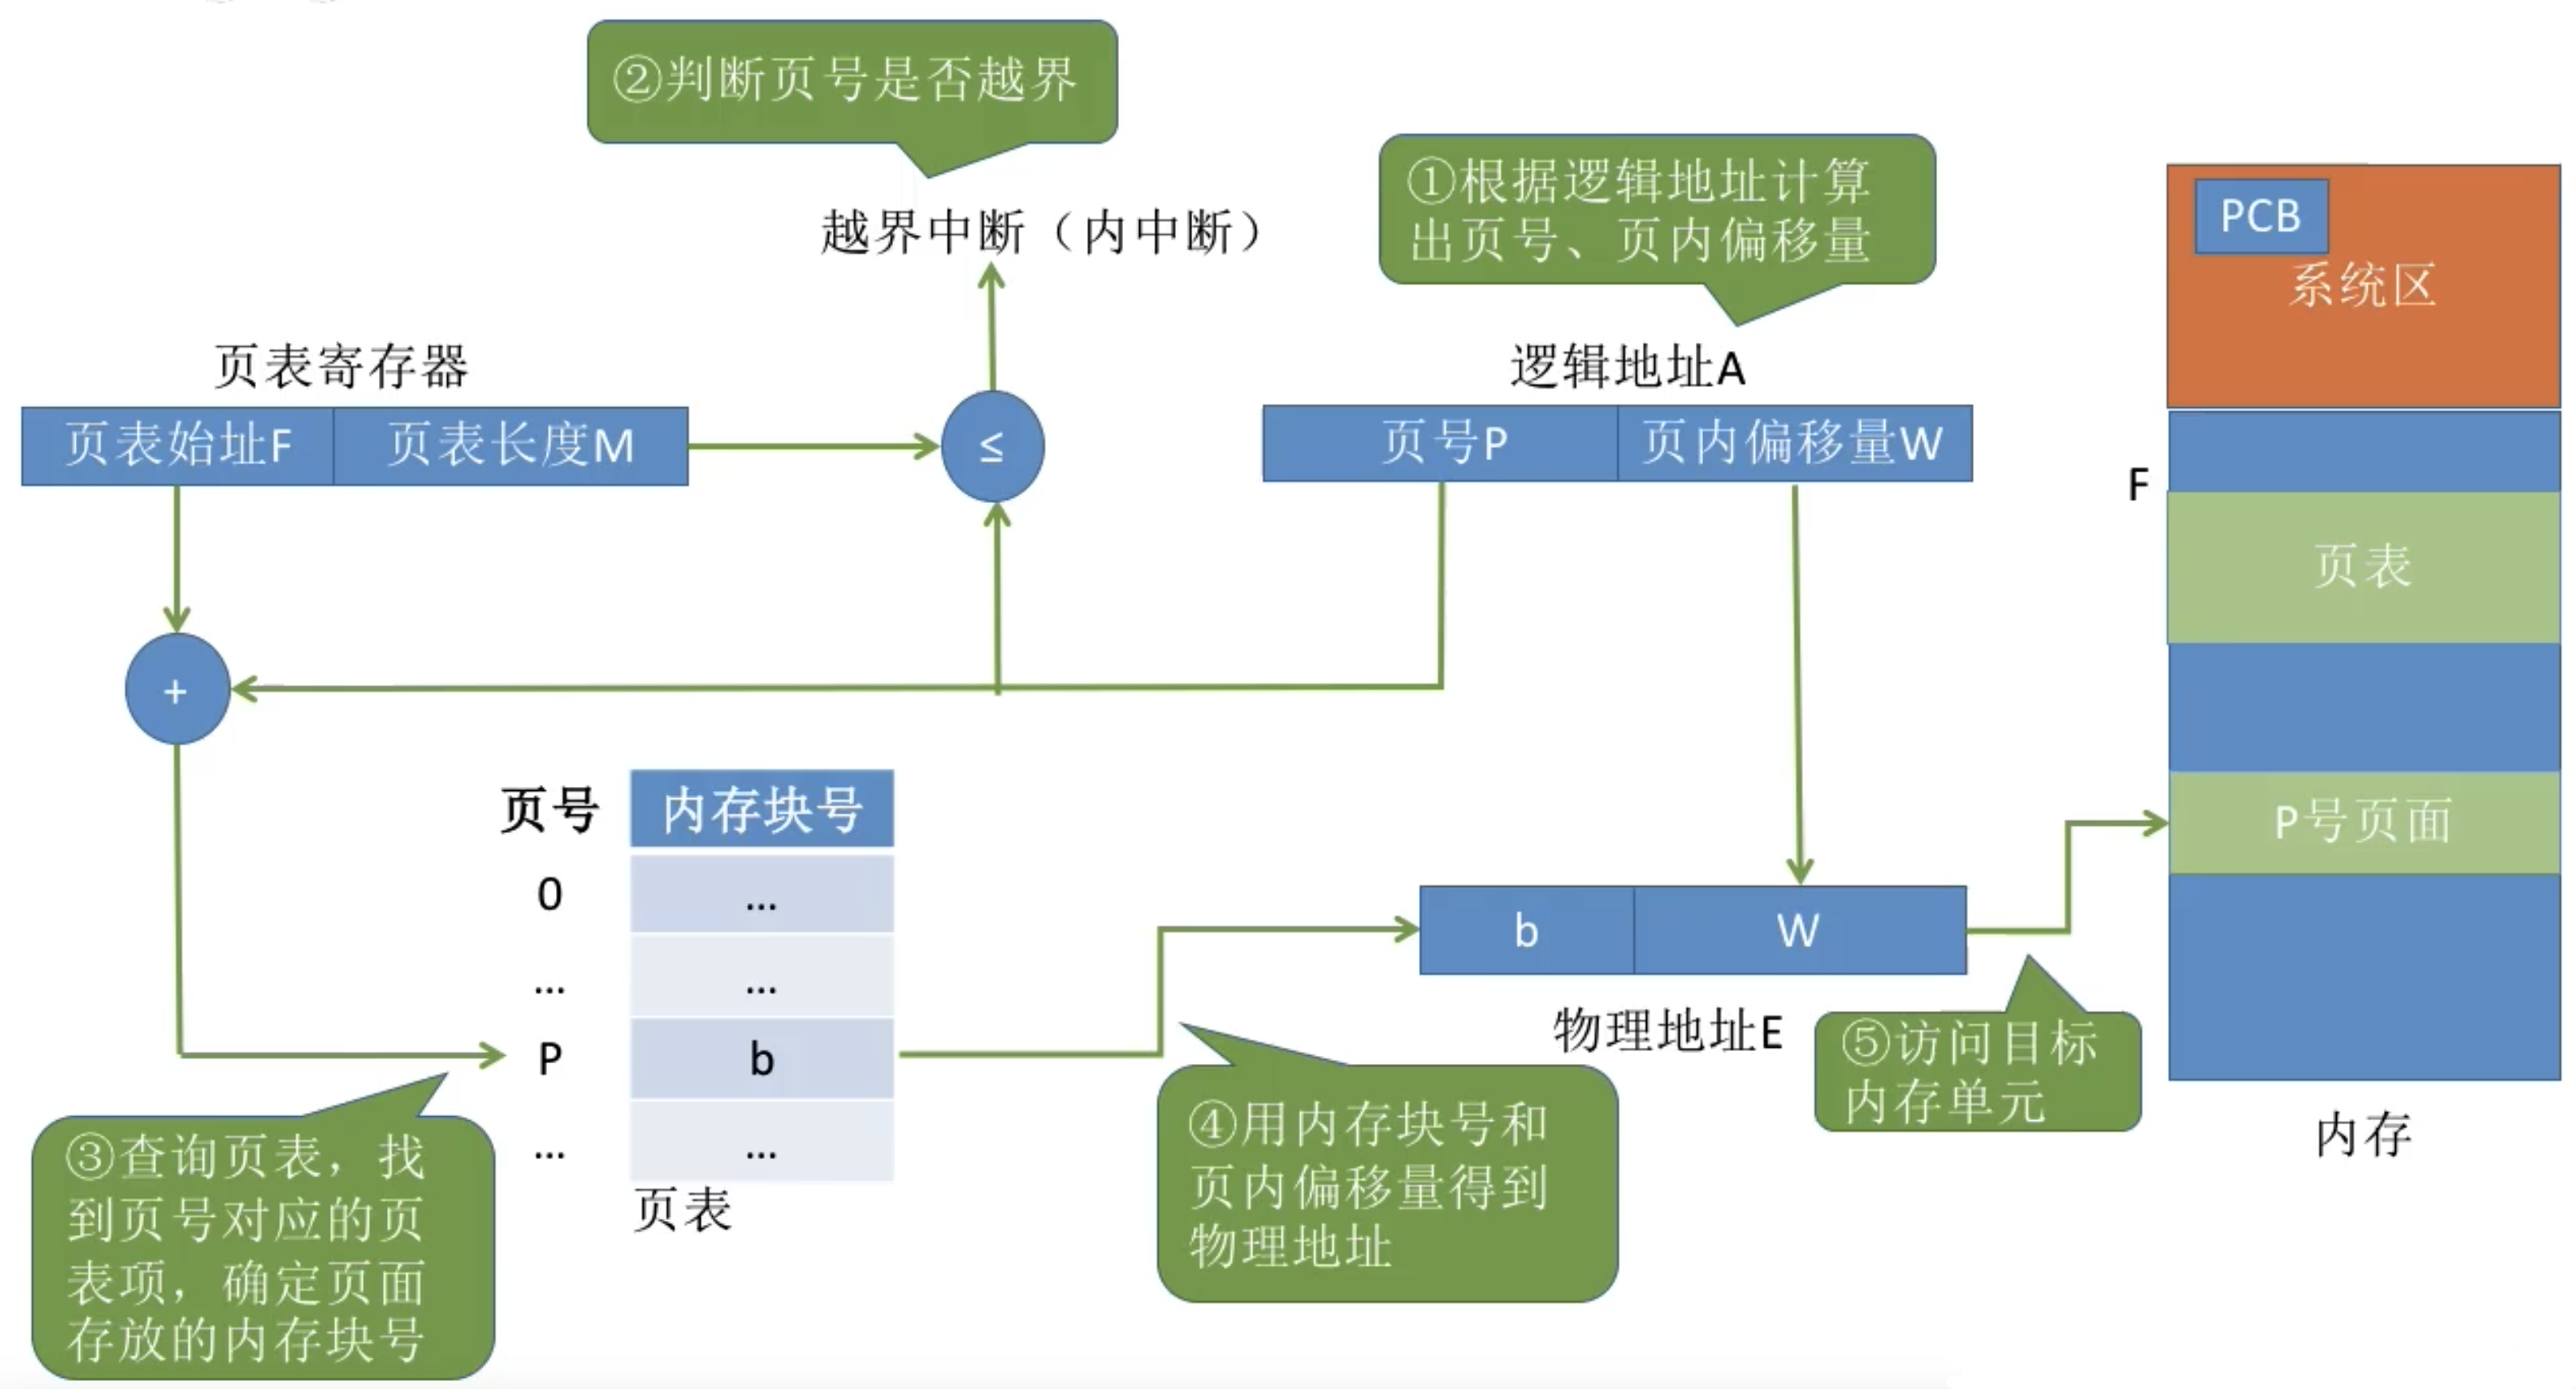 ②判断页号是否越界
①根据逻辑地址计算
出页号、页内偏移量
越界中断（内中断）
PCB
系统区
页表寄存器
逻辑地址A
页表始址F
页表长度M
≤
页号P
页内偏移量W
F
页表
+
页号
内存块号
0
...
...
...
P
b
...
...
页表
b
W
物理地址E
P号页面
内存
③查询页表，找
到页号对应的页
表项，确定页面
存放的内存块号
④用内存块号和
页内偏移量得到
物理地址
⑤访问目标
内存单元